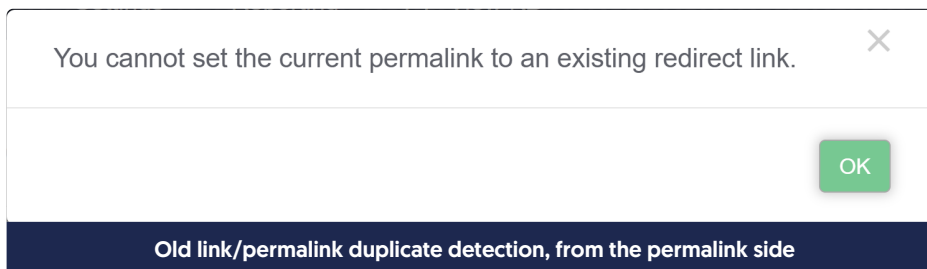 You cannot set the current permalink to an existing redirect link.
OK
Old link/permalink duplicate detection, from the permalink side